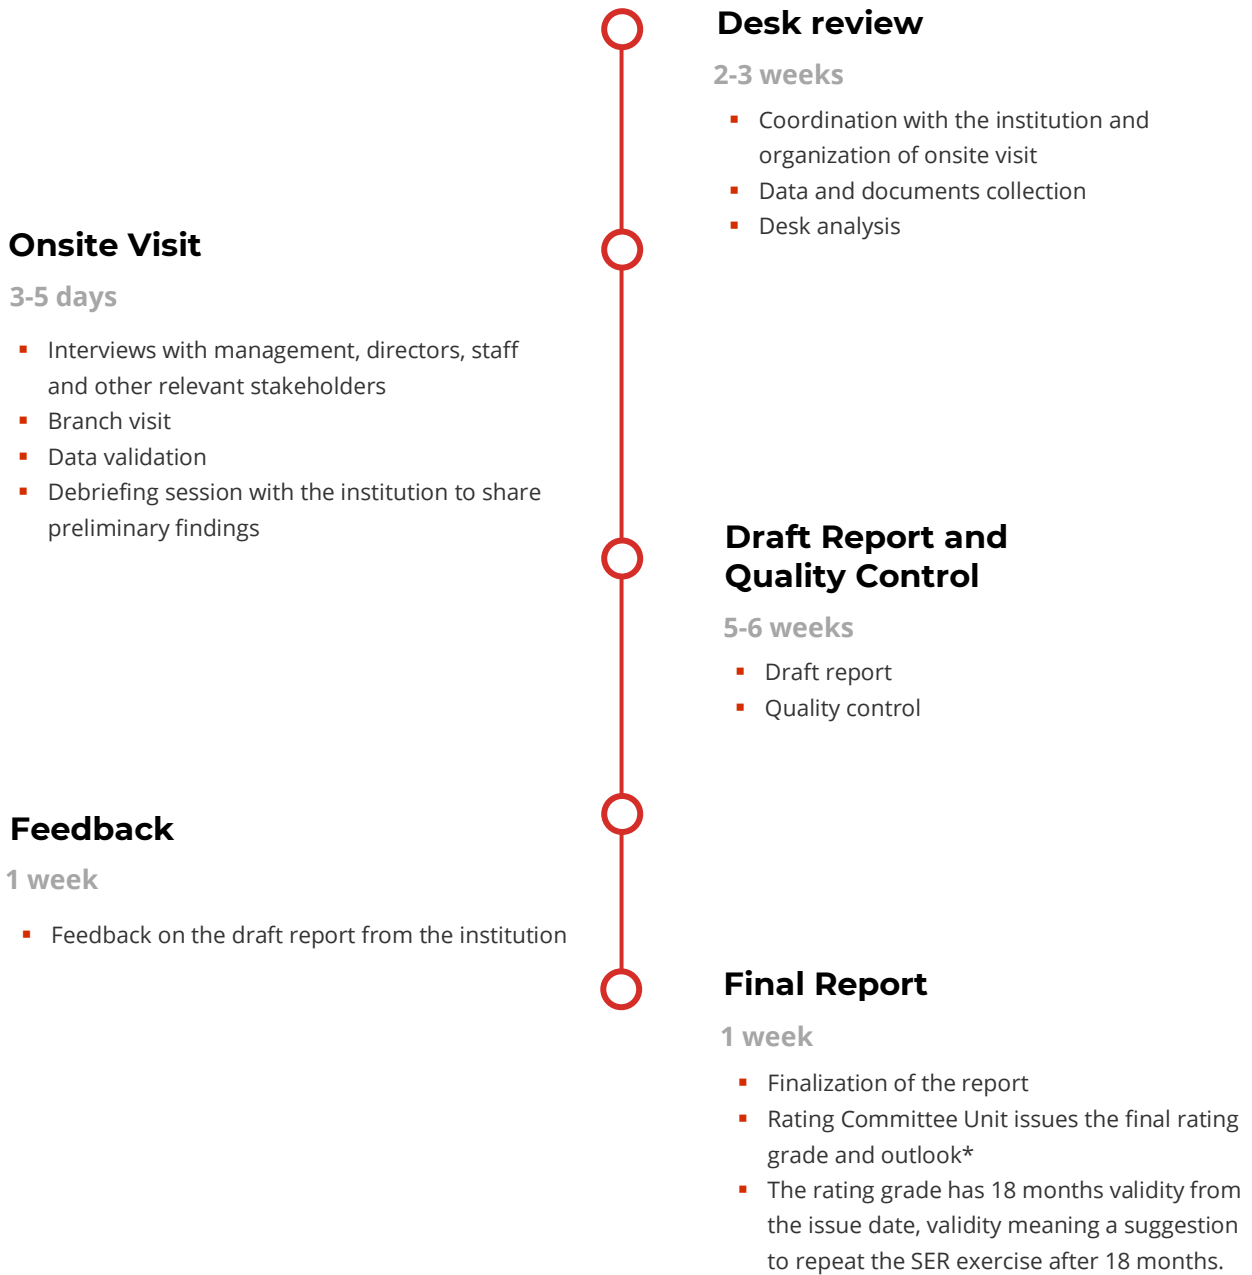 Desk review
2-3 weeks
▪ Coordination with the institution and
organization of onsite visit
▪ Data and documents collection
▪ Desk analysis
Onsite Visit
3-5 days
▪ Interviews with management, directors, staff
and other relevant stakeholders
▪ Branch visit
▪ Data validation
▪ Debriefing session with the institution to share
preliminary findings
Draft Report and
Quality Control
5-6 weeks
▪ Draft report
▪ Quality control
Feedback
1 week
▪ Feedback on the draft report from the institution
Final Report
1 week
▪ Finalization of the report
▪ Rating Committee Unit issues the final rating
grade and outlook*
▪ The rating grade has 18 months validity from
the issue date, validity meaning a suggestion
to repeat the SER exercise after 18 months.